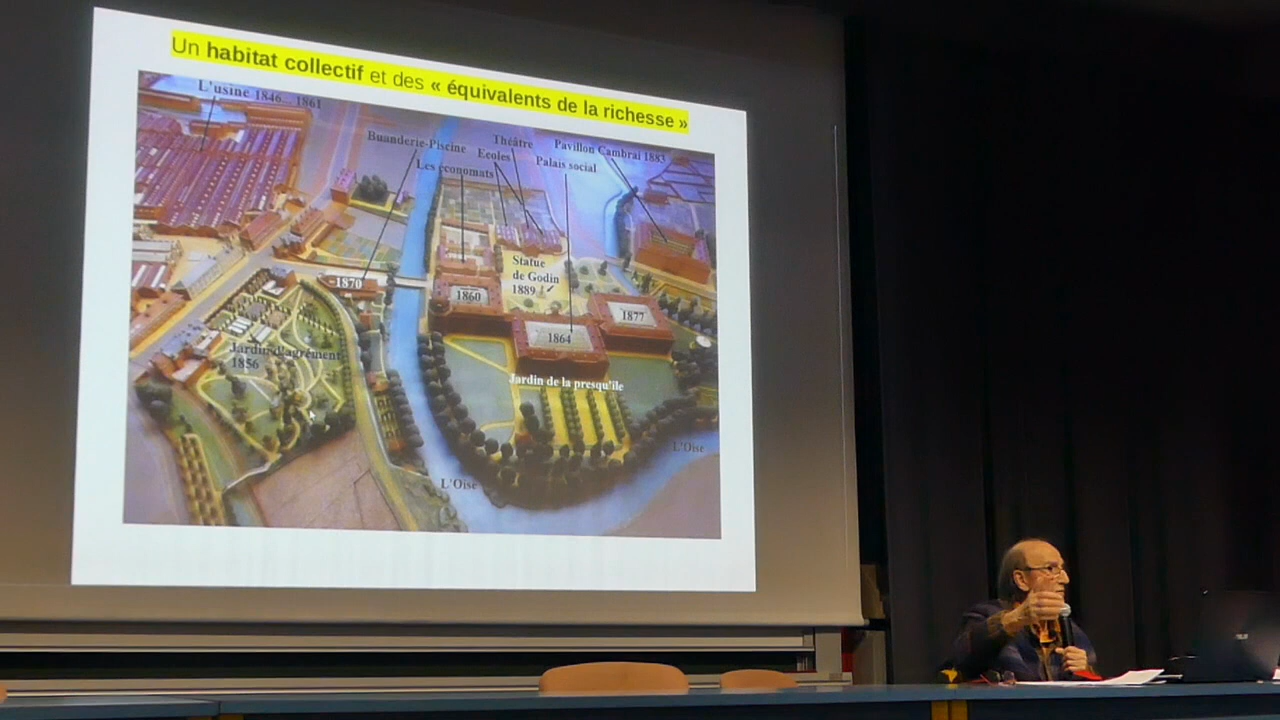 Un habitat collectif et des « équivalents de la richesse »
L'usine 1846 1861
Buanderie-Piscine
Théâtre
Ecoles
Pavillon Cambrai 1883
Les économats
Palais social
Statue
de Godin
1889
1870
1860
1877
1864
Jardin d'agrément
1856
Jardin de la presqu'île
L'Oise
L'Oise